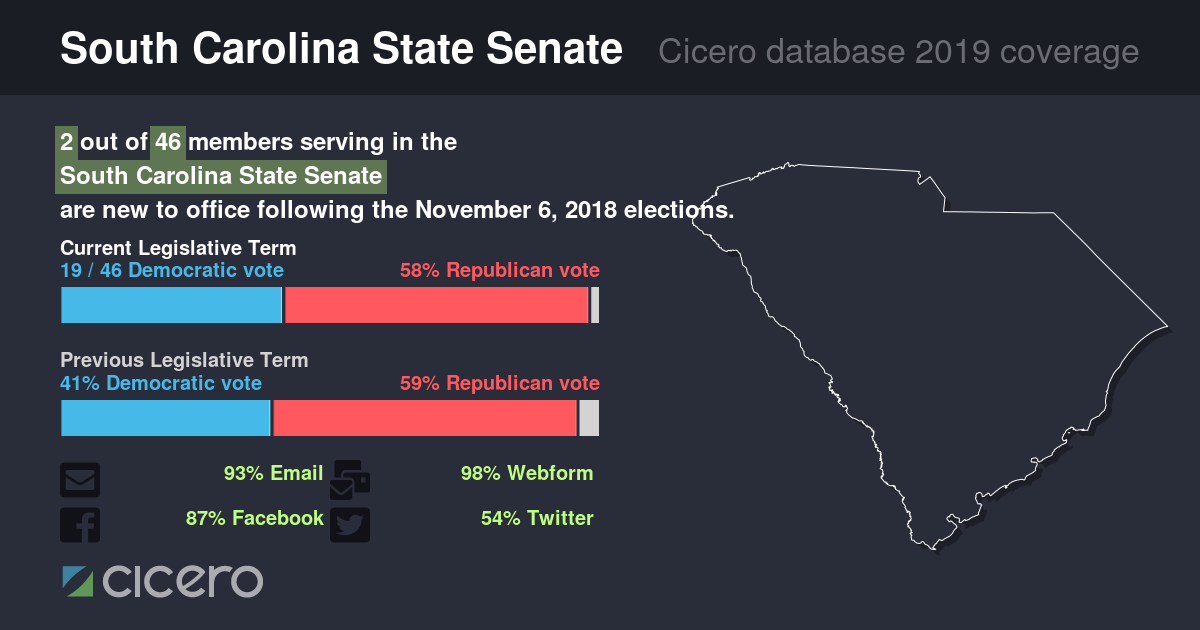 South Carolina State Senate Cicero database 2019 coverage
2 out of 46 members serving in the
South Carolina State Senate
are new to office following the November 6, 2018 elections.
Current Legislative Term
19 / 46 Democratic vote 58% Republican vote
Previous Legislative Term
41% Democratic vote 59% Republican vote
93% Email 98% Webform
87% Facebook 54% Twitter
cicero